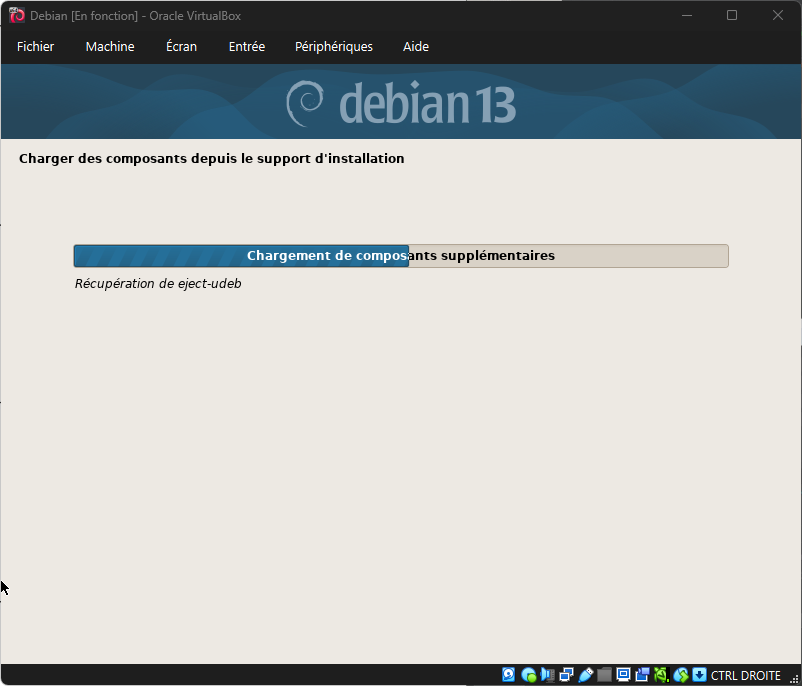 Debian [En fonction] - Oracle VirtualBox
Fichier Machine Écran Entrée Périphériques Aide
debian 13
Charger des composants depuis le support d'installation
Chargement de composants supplémentaires
Récupération de eject-udeb
CTRL DROITE